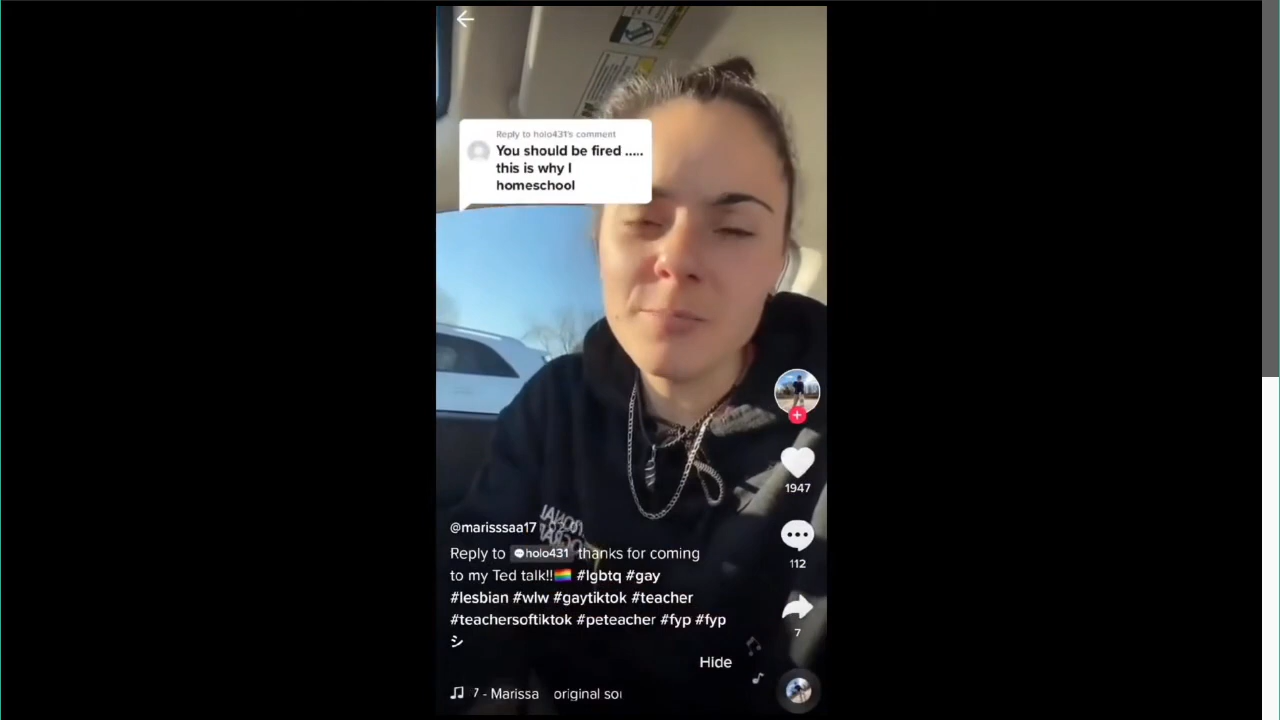 Reply to holo431's comment
You should be fired .....
this is why I
homeschool
@marisssaa17
Reply to holo431 thanks for coming
to my Ted talk!!🏳️‍🌈 #lgbtq #gay
#lesbian #wlw #gaytiktok #teacher
#teachersoftiktok #peteacher #fyp #fyp
シ
1947
112
7
Hide
7 - Marissa original sou